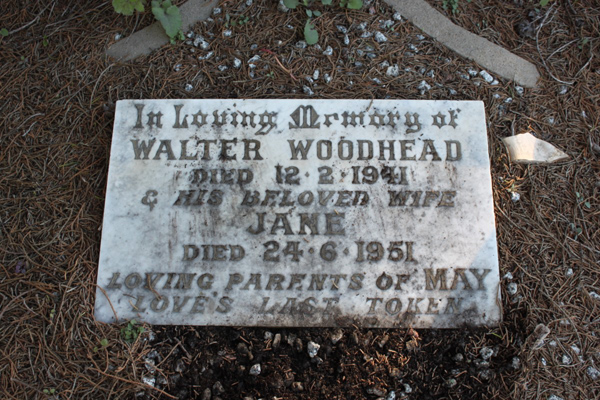 In Loving Memory of
WALTER WOODHEAD
DIED 12·2·1941
& HIS BELOVED WIFE
JANE
DIED 24·6·1951
LOVING PARENTS OF MAY
LOVE'S LAST TOKEN.